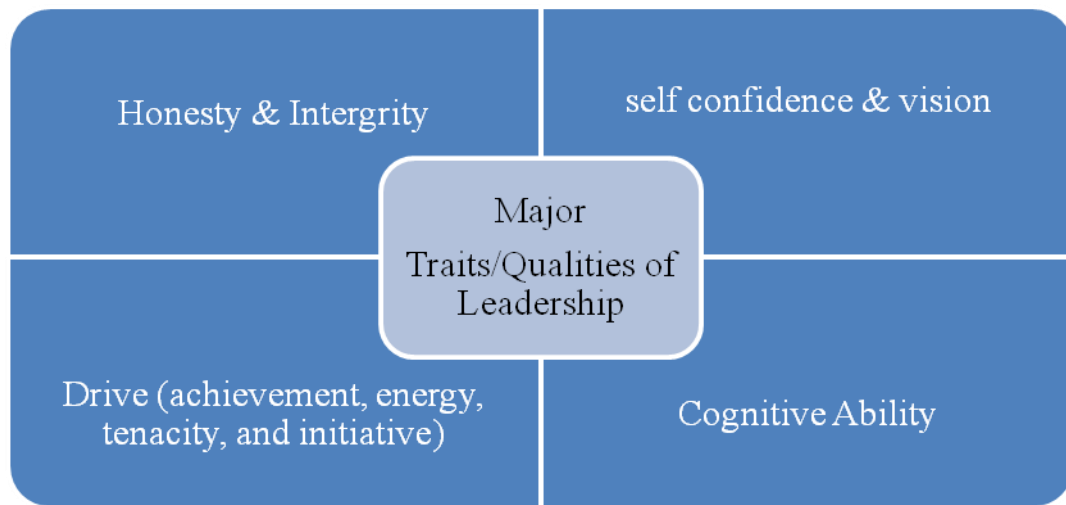 Honesty & Intergrity
self confidence & vision
Major
Traits/Qualities of
Leadership
Drive (achievement, energy,
tenacity, and initiative)
Cognitive Ability